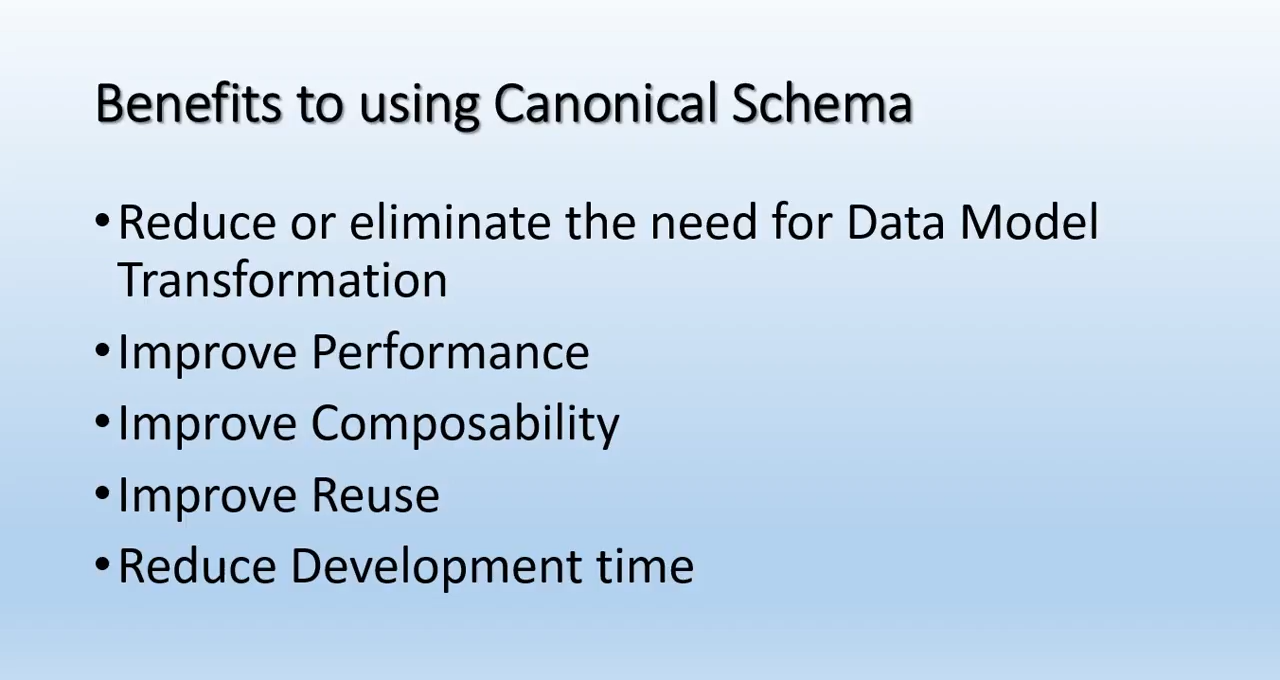 Benefits to using Canonical Schema
•Reduce or eliminate the need for Data Model
Transformation
•Improve Performance
•Improve Composability
•Improve Reuse
•Reduce Development time